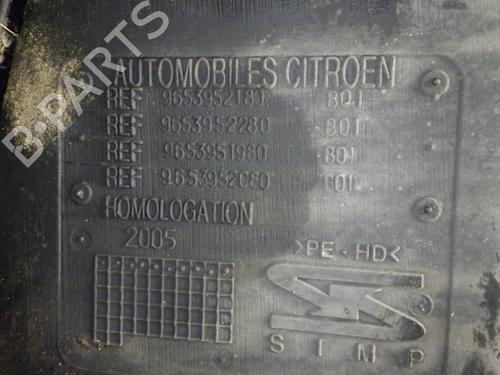 B-PARTS
AUTOMOBILES CITROEN
REF 9653952180 B01
REF 9653952280 B01
REF 9653951980 B01
REF 9653952080 B01
HOMOLOGATION
2005
>PE-HD<
STMP